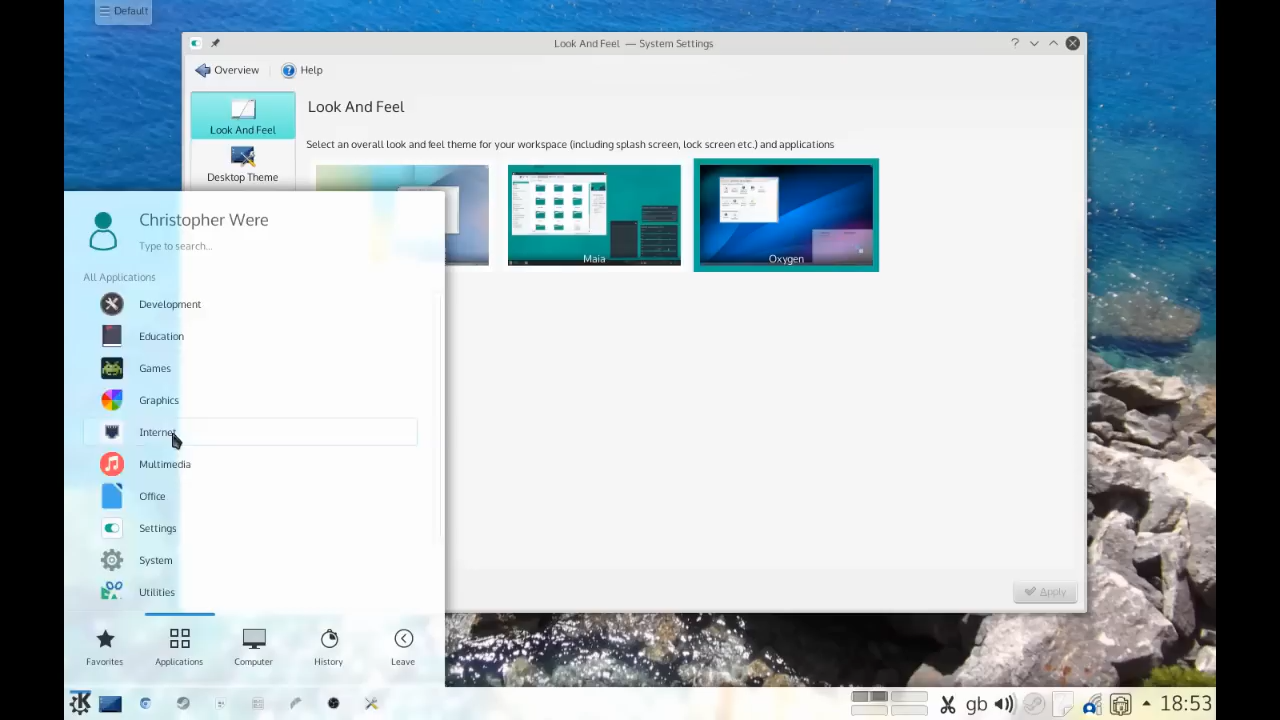 Default
Look And Feel — System Settings
Overview
Help
Look And Feel
Look And Feel
Select an overall look and feel theme for your workspace (including splash screen, lock screen etc.) and applications
Desktop Theme
Maia
Oxygen
Christopher Were
Type to search...
All Applications
Development
Education
Games
Graphics
Internet
Multimedia
Office
Settings
System
Utilities
Apply
Favorites
Applications
Computer
History
Leave
gb
18:53